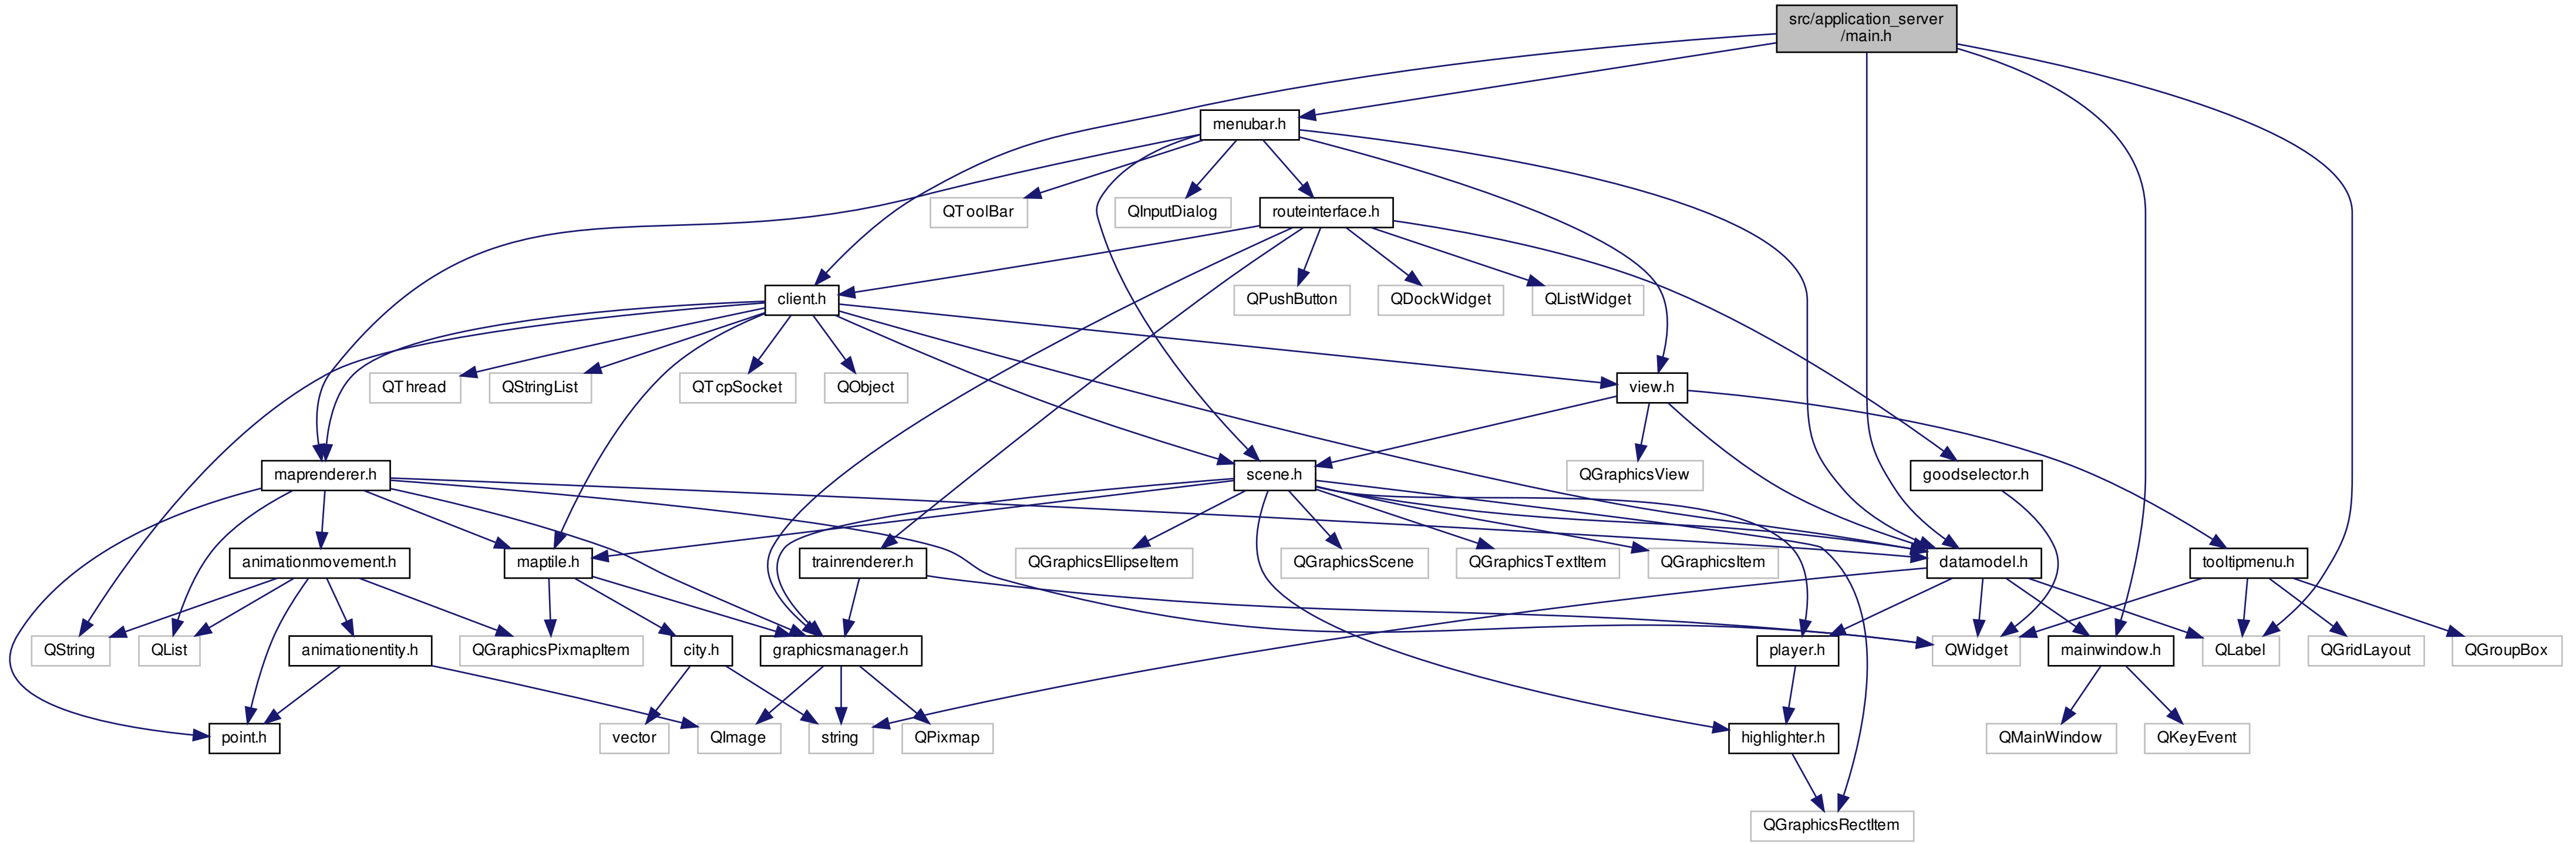 src/application_server
/main.h
menubar.h
QToolBar
QInputDialog
routeinterface.h
client.h
QPushButton
QDockWidget
QListWidget
QThread
QStringList
QTcpSocket
QObject
view.h
maprenderer.h
scene.h
QGraphicsView
goodselector.h
animationmovement.h
maptile.h
trainrenderer.h
QGraphicsEllipseItem
QGraphicsScene
QGraphicsTextItem
QGraphicsItem
datamodel.h
tooltipmenu.h
QString
QList
animationentity.h
QGraphicsPixmapItem
city.h
graphicsmanager.h
player.h
QWidget
mainwindow.h
QLabel
QGridLayout
QGroupBox
point.h
vector
QImage
string
QPixmap
highlighter.h
QMainWindow
QKeyEvent
QGraphicsRectItem